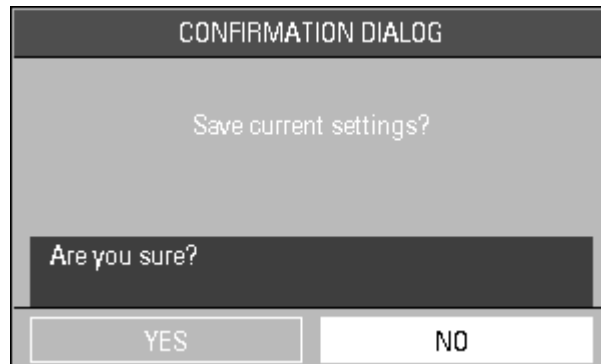 CONFIRMATION DIALOG
Save current settings?
Are you sure?
YES NO